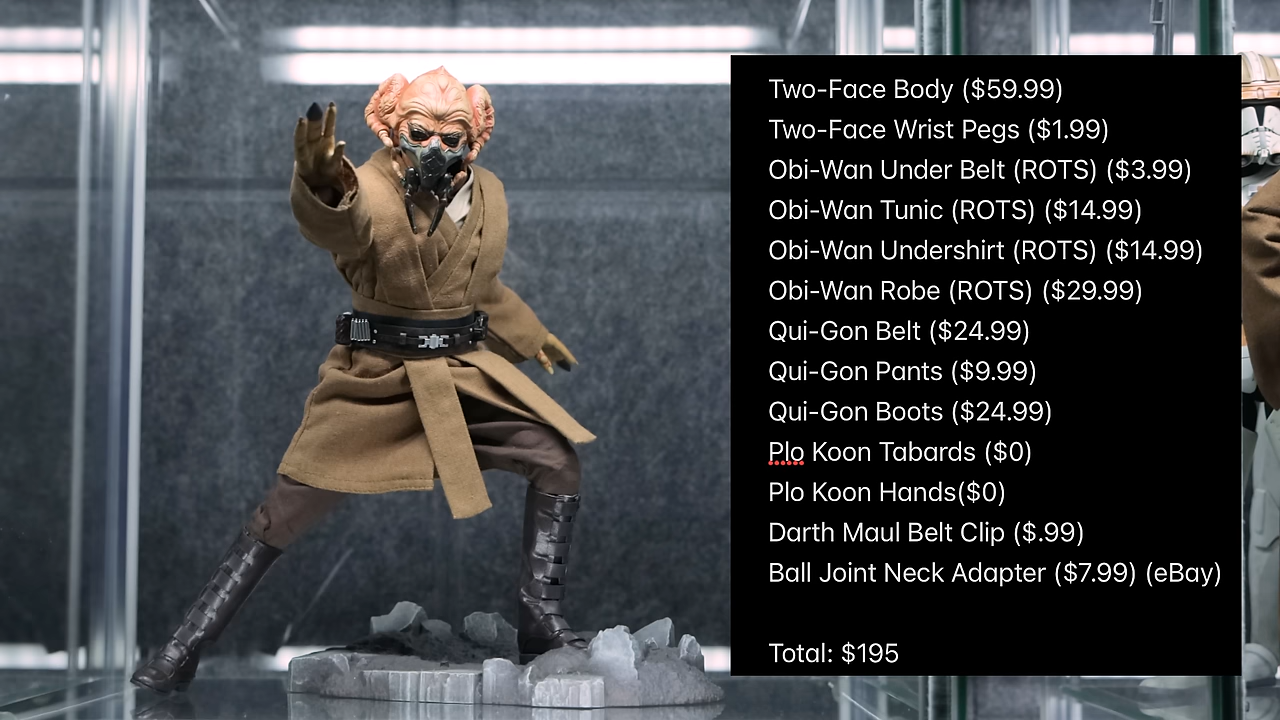 Two-Face Body ($59.99)
Two-Face Wrist Pegs ($1.99)
Obi-Wan Under Belt (ROTS) ($3.99)
Obi-Wan Tunic (ROTS) ($14.99)
Obi-Wan Undershirt (ROTS) ($14.99)
Obi-Wan Robe (ROTS) ($29.99)
Qui-Gon Belt ($24.99)
Qui-Gon Pants ($9.99)
Qui-Gon Boots ($24.99)
Plo Koon Tabards ($0)
Plo Koon Hands($0)
Darth Maul Belt Clip ($.99)
Ball Joint Neck Adapter ($7.99) (eBay)
Total: $195